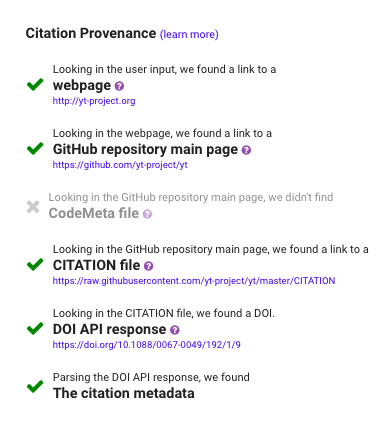 Citation Provenance (learn more)
Looking in the user input, we found a link to a
webpage ?
http://yt-project.org
Looking in the webpage, we found a link to a
GitHub repository main page ?
https://github.com/yt-project/yt
Looking in the GitHub repository main page, we didn't find
CodeMeta file ?
Looking in the GitHub repository main page, we found a link to a
CITATION file ?
https://raw.githubusercontent.com/yt-project/yt/master/CITATION
Looking in the CITATION file, we found a DOI.
DOI API response ?
https://doi.org/10.1088/0067-0049/192/1/9
Parsing the DOI API response, we found
The citation metadata